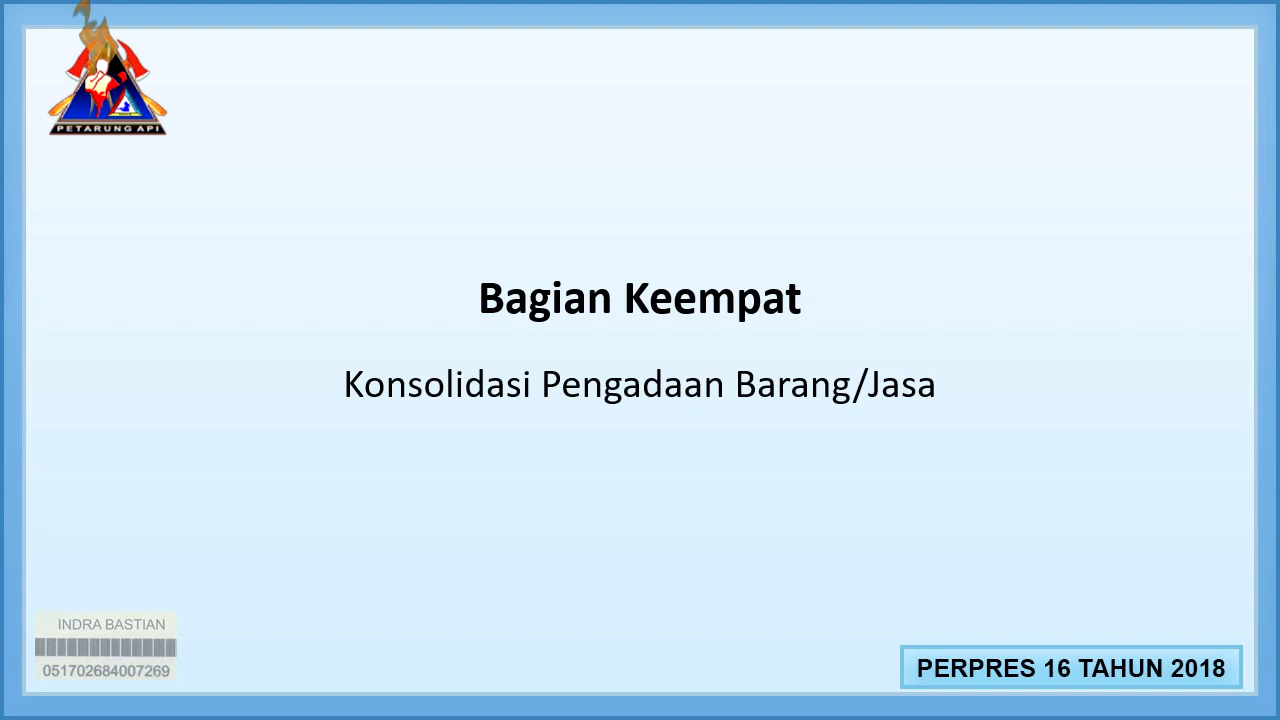 PETARUNG API
Bagian Keempat
Konsolidasi Pengadaan Barang/Jasa
INDRA BASTIAN
051702684007269
PERPRES 16 TAHUN 2018